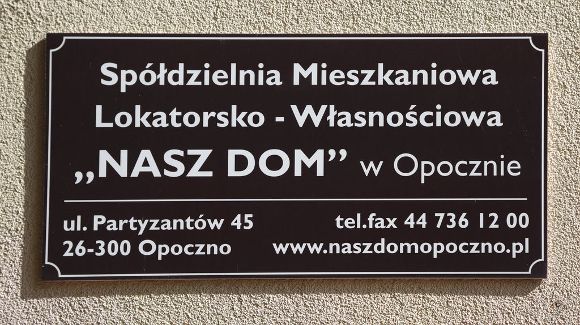 Spółdzielnia Mieszkaniowa
Lokatorsko - Własnościowa
„NASZ DOM” w Opocznie
ul. Partyzantów 45 tel.fax 44 736 12 00
26-300 Opoczno www.naszdomopoczno.pl